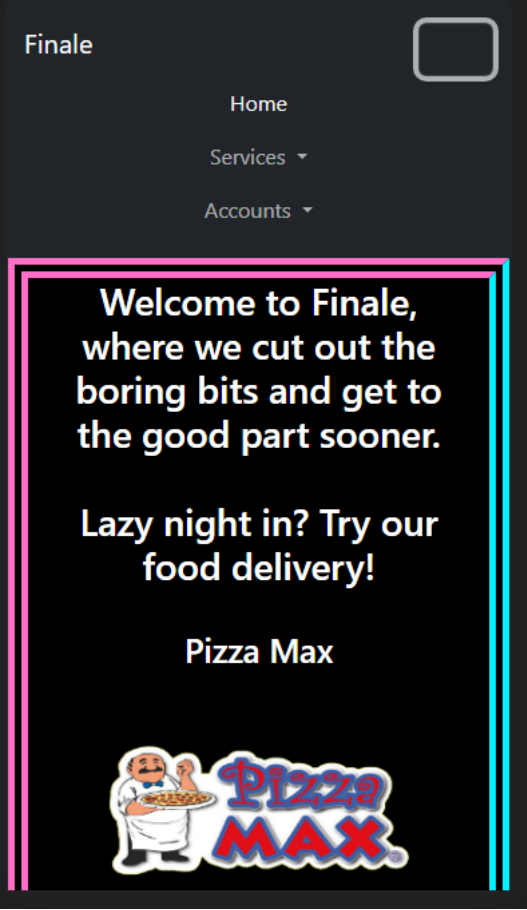 Finale
Home
Services
Accounts
Welcome to Finale,
where we cut out the
boring bits and get to
the good part sooner.
Lazy night in? Try our
food delivery!
Pizza Max
Pizza
MAX®